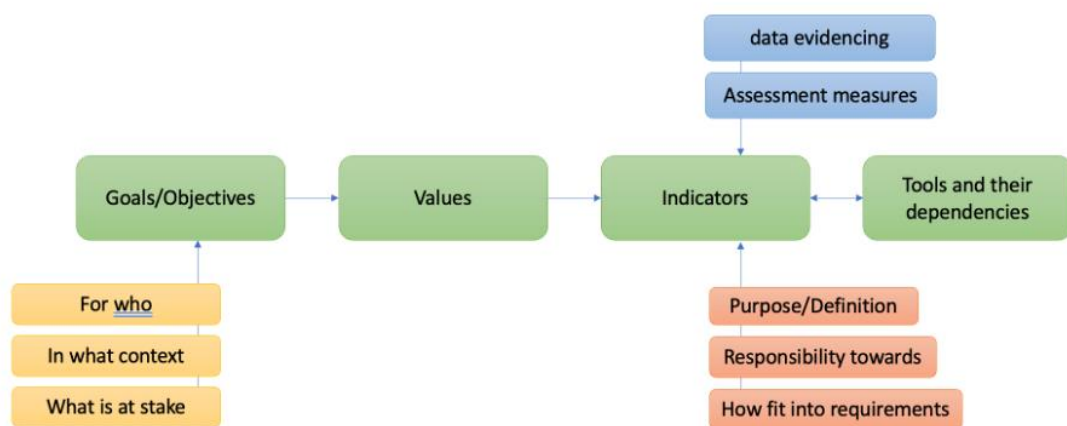 data evidencing
Assessment measures
Goals/Objectives
Values
Indicators
Tools and their
dependencies
For who
In what context
What is at stake
Purpose/Definition
Responsibility towards
How fit into requirements